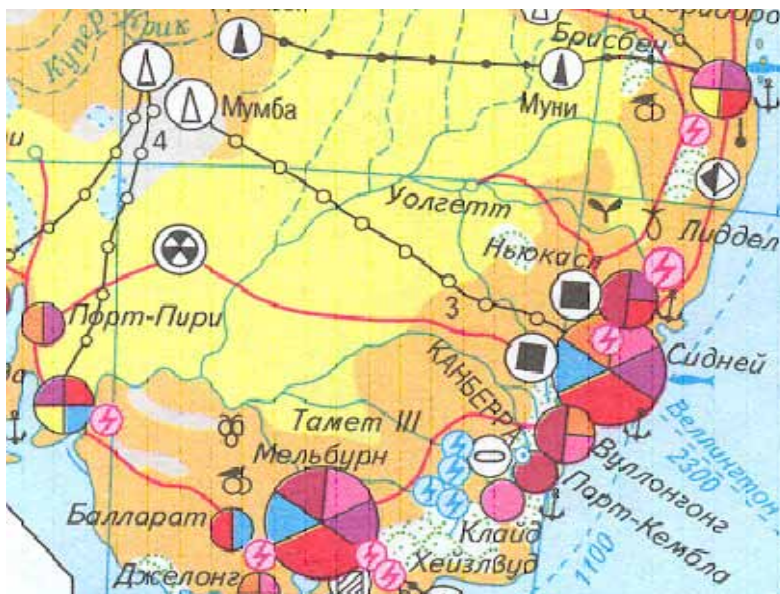 Купер-Крик
Брисбен
Мумба
Муни
4
Уолгетт
Лиддел
Ньюкасл
Порт-Пири
3
Сидней
КАНБЕРРА
Тамет III
Мельбурн
Веллингтон
2300
Вуллонгонг
Парт-Кембла
Балларат
Клайд
Хейзлвуд
Джелонг
1100